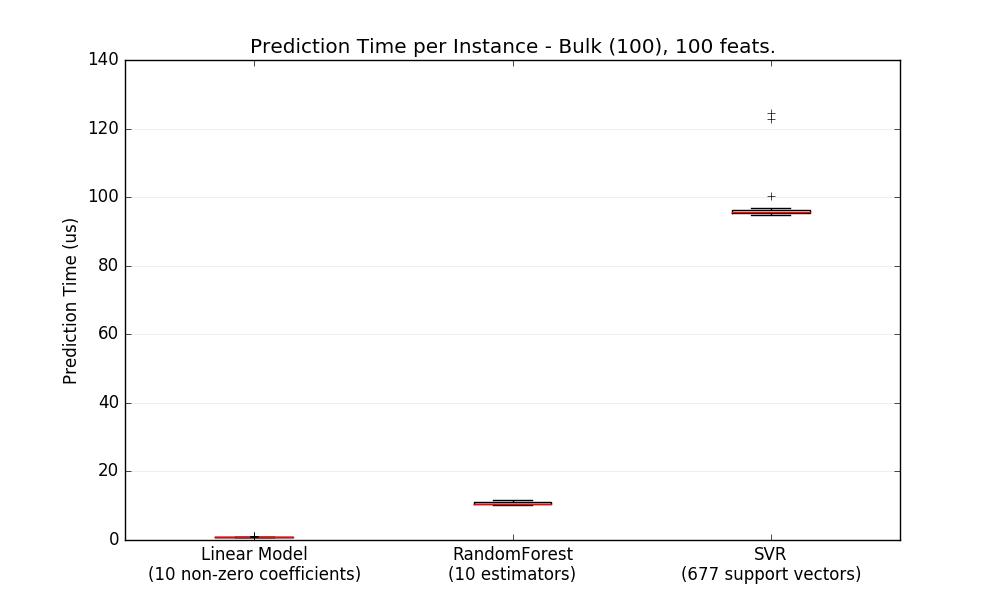 Prediction Time per Instance - Bulk (100), 100 feats.
140
120
100
80
60
40
20
0
Prediction Time (us)
Linear Model
(10 non-zero coefficients)
RandomForest
(10 estimators)
SVR
(677 support vectors)